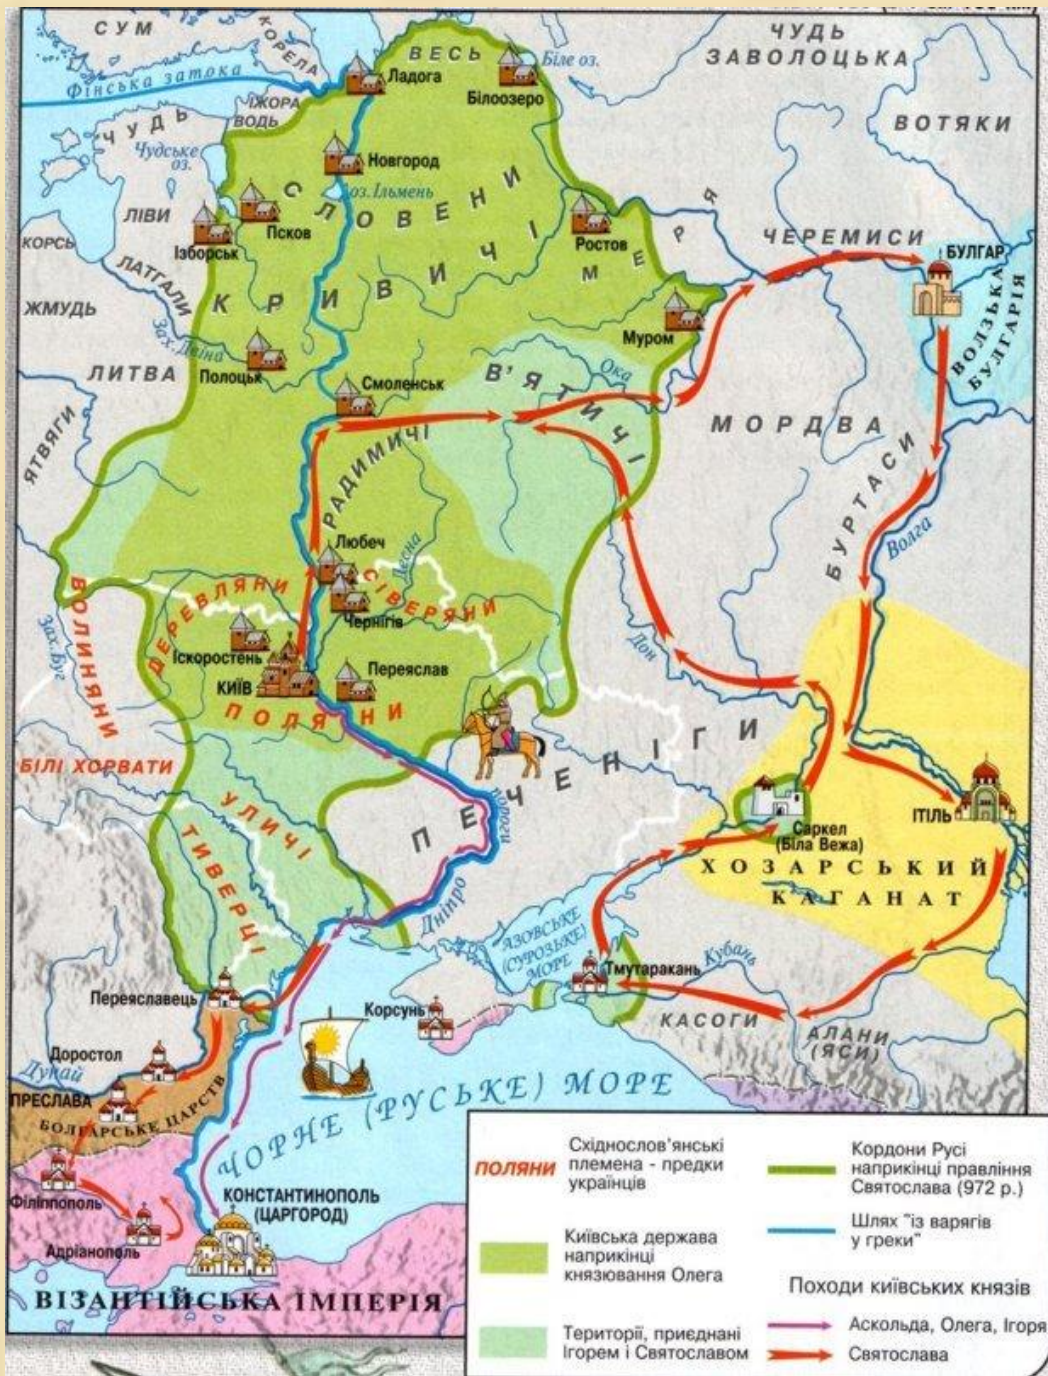 СУМ
КОРЕЛА
ВЕСЬ
Біле оз.
ЧУДЬ
ЗАВОЛОЦЬКА
Фінська затока
Ладога
Білоозеро
ІЖОРА
ВОДЬ
ВОТЯКИ
ЧУДЬ
Чудське
оз.
Новгород
оз. Ільмень
СЛОВЕНИ
ЛІВИ
Псков
Ізборськ
Ростов
МЕРЯ
ЧЕРЕМИСИ
КОРСЬ
ЛАТГАЛИ
БУЛГАР
ВОЛЗЬКА
БУЛГАРІЯ
КРИВИЧІ
ЖМУДЬ
Зах. Двіна
Полоцьк
Муром
ЛИТВА
Смоленськ
В'ЯТИЧІ
Ока
МОРДВА
ЯТВЯГИ
РАДИМИЧІ
БУРТАСИ
Волга
Любеч
Десна
ВОЛИНЯНИ
ДЕРЕВЛЯНИ
СІВЕРЯНИ
Чернігів
Зах. Буг
Іскоростень
Переяслав
Дон
КИЇВ
ПОЛЯНИ
БІЛІ ХОРВАТИ
ПЕЧЕНІГИ
УЛИЧІ
ТИВЕРЦІ
пороги
Саркел
(Біла Вежа)
ІТІЛЬ
ХОЗАРСЬКИЙ
КАГАНАТ
Дніпро
АЗОВСЬКЕ
(СУРОЗЬКЕ)
МОРЕ
Кубань
Тмутаракань
Переяславець
Корсунь
КАСОГИ
АЛАНИ
(ЯСИ)
Доростол
Дунай
ПРЕСЛАВА
БОЛГАРСЬКЕ ЦАРСТВ
ЧОРНЕ (РУСЬКЕ) МОРЕ
Філіппополь
КОНСТАНТИНОПОЛЬ
(ЦАРГОРОД)
Адріанополь
ВІЗАНТІЙСЬКА ІМПЕРІЯ
ПОЛЯНИ
Східнослов'янські
племена - предки
українців
Київська держава
наприкінці
князювання Олега
Території, приєднані
Ігорем і Святославом
Кордони Русі
наприкінці правління
Святослава (972 р.)
Шлях "із варягів
у греки"
Походи київських князів
Аскольда, Олега, Ігоря
Святослава